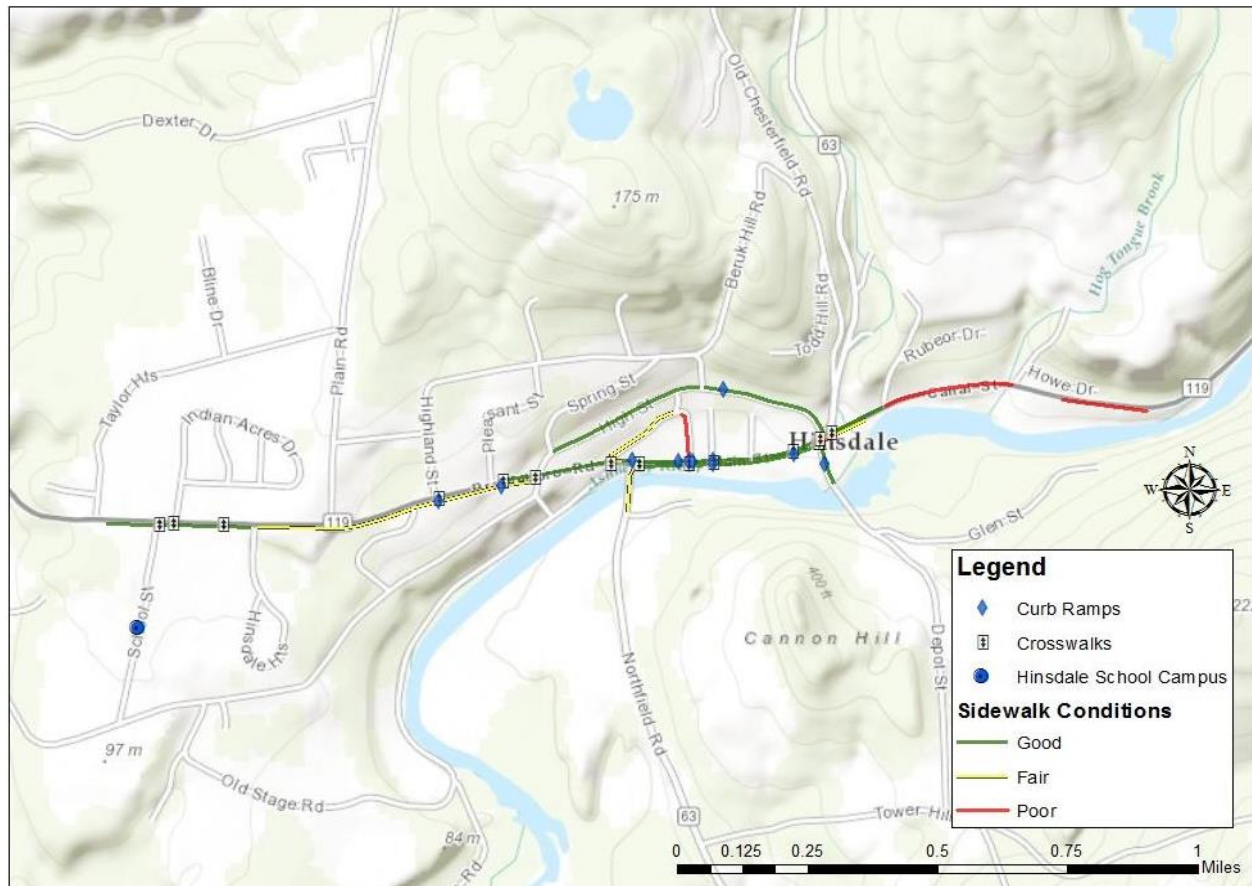 Dexter Dr
Old Chesterfield Rd
63
175 m
Hog Tongue Brook
Beruk Hill Rd
Bline Dr
Plain Rd
Todd Hill Rd
Rubeor Dr
Taylor Hts
Spring St
Canal St
Howe Dr
119
Pleasant St
High St
Highland St
Indian Acres Dr
Hinsdale
119
School St
Hinsdale Hts
Glen St
N
W
E
S
400 ft
Cannon Hill
Depot St
Northfield Rd
97 m
Old Stage Rd
84 m
Rd
63
Tower Hill
22
Legend
Curb Ramps
Crosswalks
Hinsdale School Campus
Sidewalk Conditions
Good
Fair
Poor
0 0.125 0.25 0.5 0.75 1
Miles